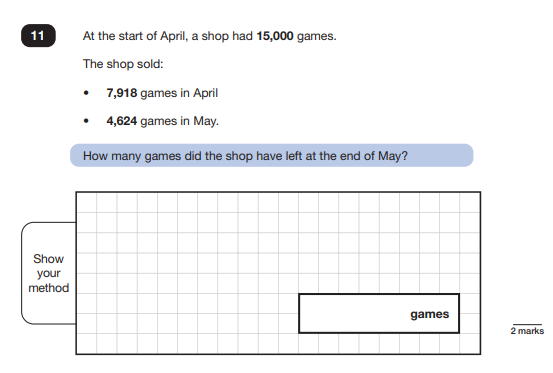 11
At the start of April, a shop had 15,000 games.
The shop sold:
• 7,918 games in April
• 4,624 games in May.
How many games did the shop have left at the end of May?
Show
your
method
games
2 marks